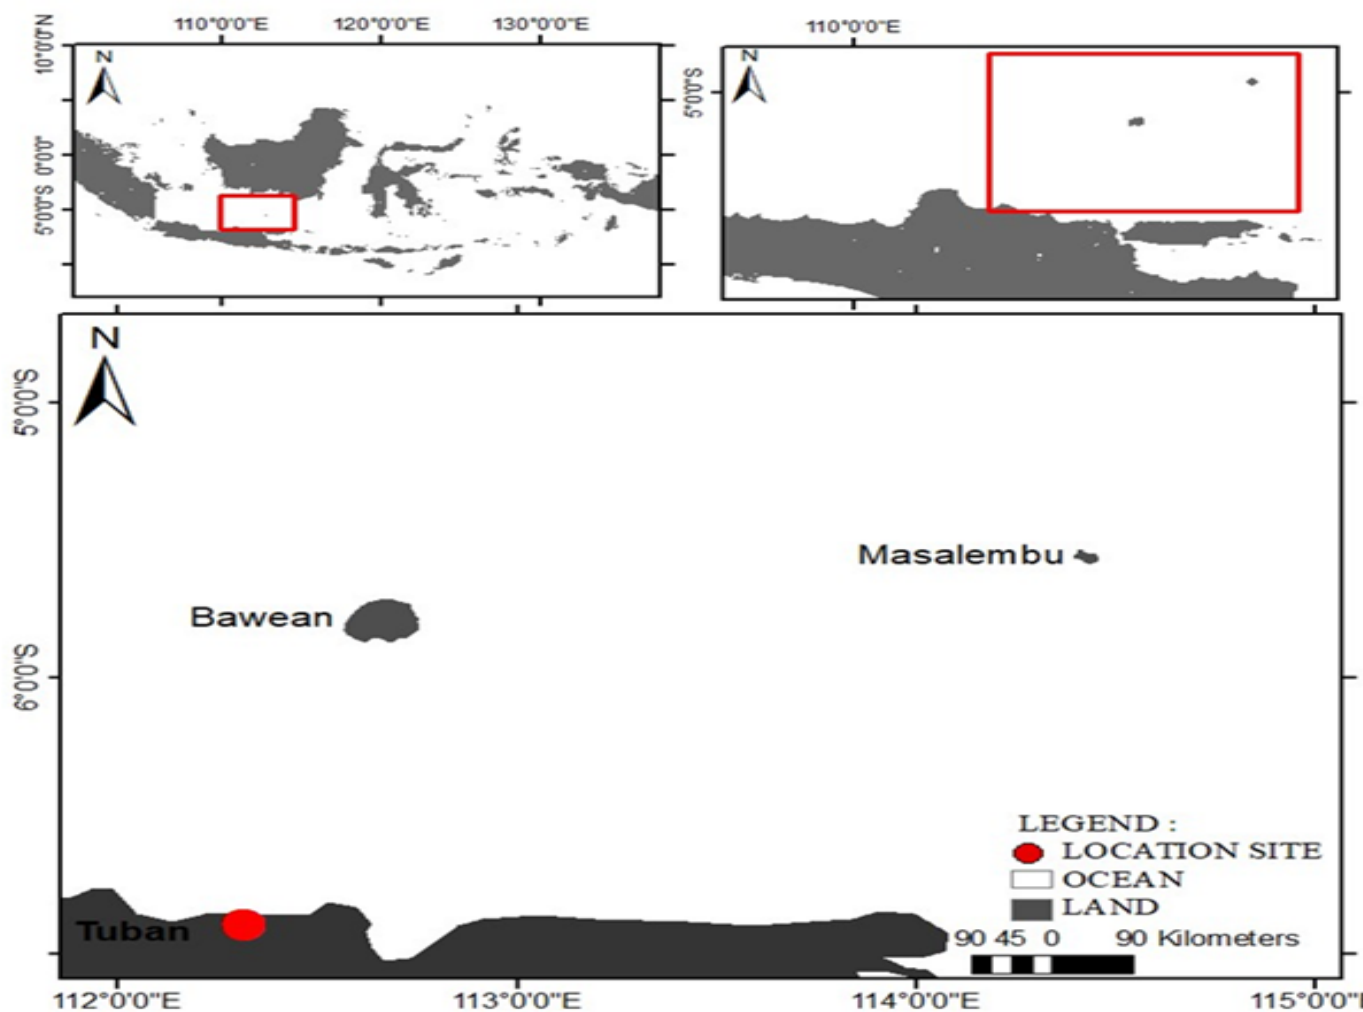 110°0'0"E 120°0'0"E 130°0'0"E
10°0'0"N
0°0'0"
5°0'0"S
N
110°0'0"E
5°0'0"S
N
N
5°0'0"S
6°0'0"S
Masalembu
Bawean
Tuban
LEGEND :
LOCATION SITE
OCEAN
LAND
90 45 0 90 Kilometers
112°0'0"E 113°0'0"E 114°0'0"E 115°0'0"E